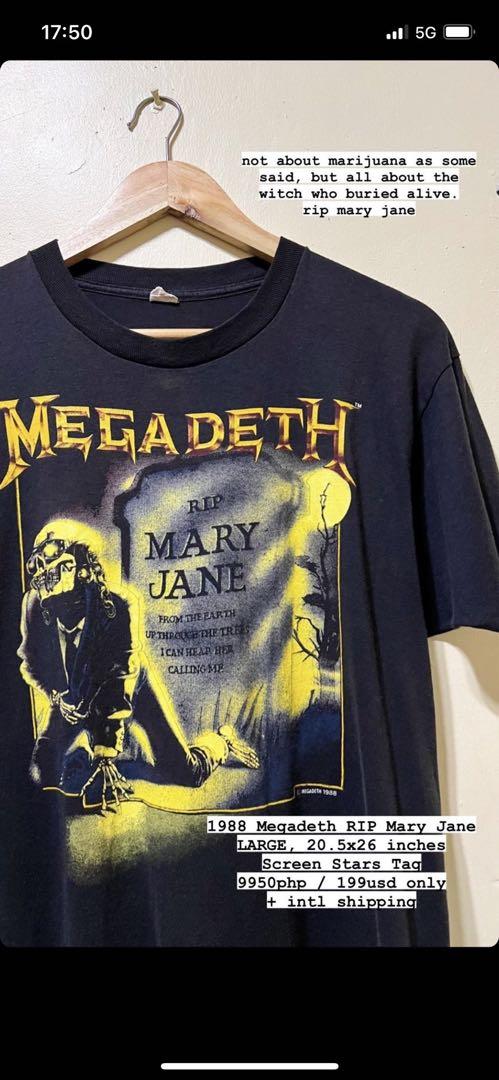 17:50
5G
not about marijuana as some
said, but all about the
witch who buried alive.
rip mary jane
MEGADETH™
RIP
MARY
JANE
FROM THE EARTH
UP THROUGH THE TREES
I CAN HEAR HER
CALLING ME
© MEGADETH 1988
1988 Megadeth RIP Mary Jane
LARGE, 20.5x26 inches
Screen Stars Tag
9950php / 199usd only
+ intl shipping